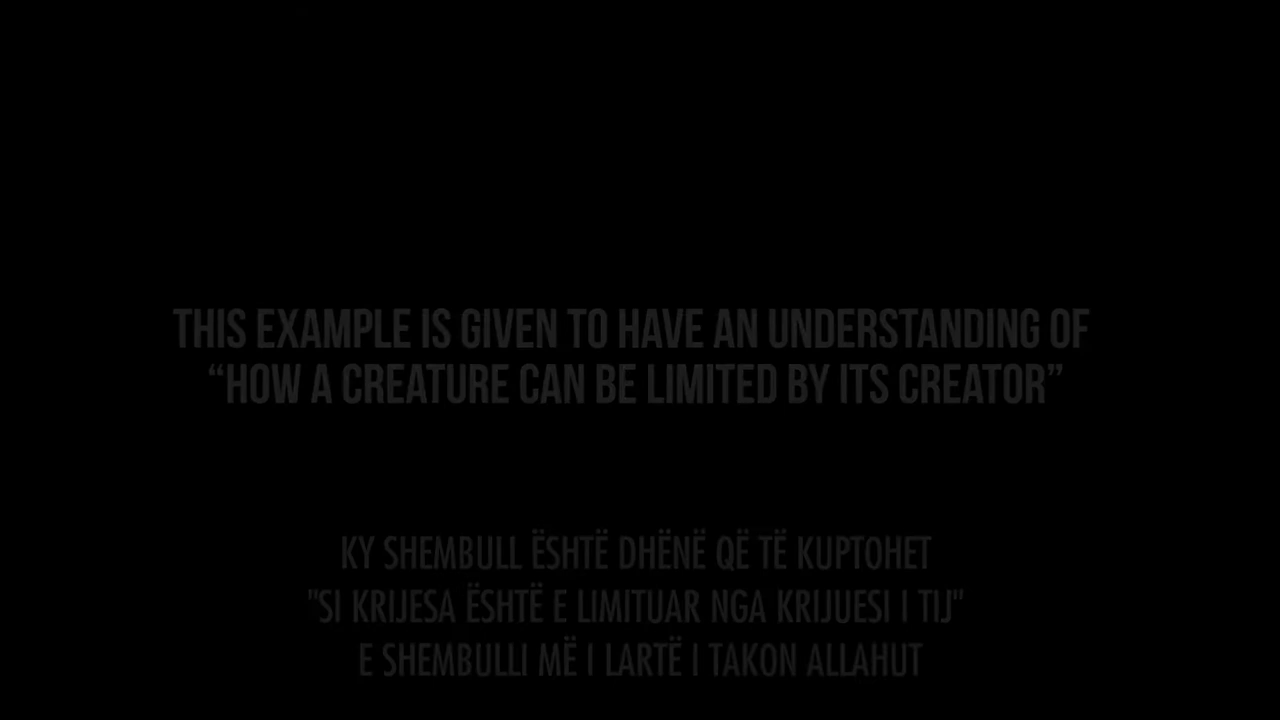 THIS EXAMPLE IS GIVEN TO HAVE AN UNDERSTANDING OF
“HOW A CREATURE CAN BE LIMITED BY ITS CREATOR”
KY SHEMBULL ËSHTË DHËNË QË TË KUPTOHET
"SI KRIJESA ËSHTË E LIMITUAR NGA KRIJUESI I TIJ"
E SHEMBULLI MË I LARTË I TAKON ALLAHUT